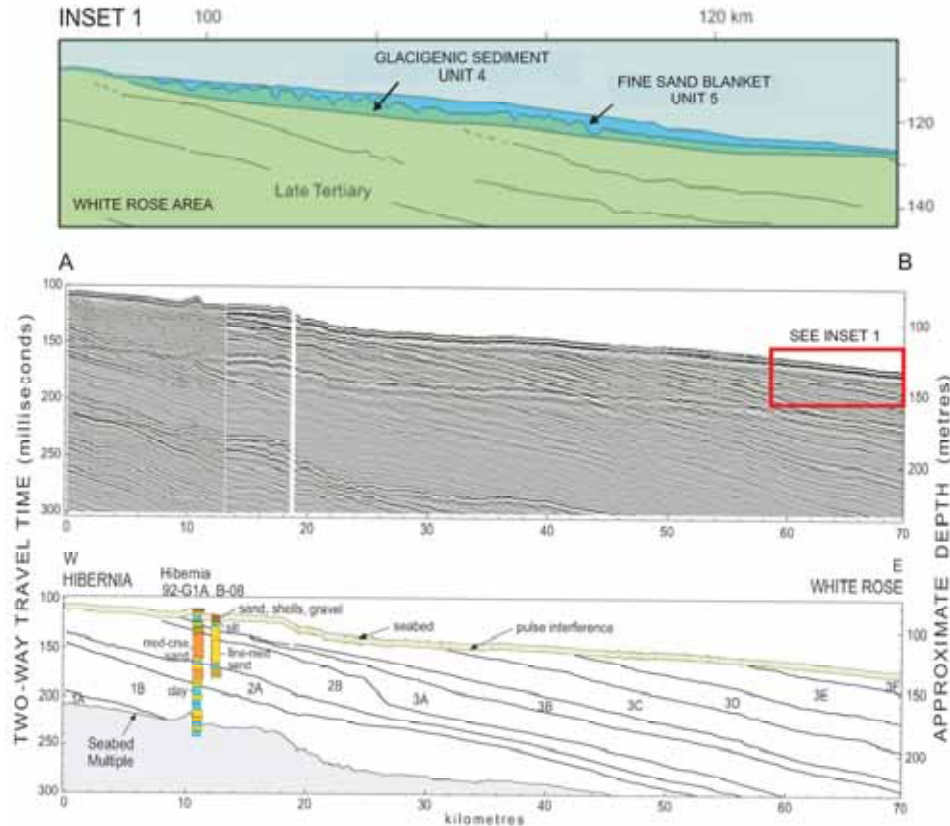 INSET 1
100
120 km
GLACIGENIC SEDIMENT
UNIT 4
FINE SAND BLANKET
UNIT 5
120
140
Late Tertiary
WHITE ROSE AREA
A
B
100
150
200
250
300
100
150
200
SEE INSET 1
0
10
20
30
40
50
60
70
TWO-WAY TRAVEL TIME (milliseconds)
APPROXIMATE DEPTH (metres)
W
E
HIBERNIA
Hibernia
92-G1A B-08
WHITE ROSE
100
150
200
250
300
100
150
200
sand, shells, gravel
silt
seabed
pulse interference
med-crse
sand
fine-med
sand
clay
1A
1B
2A
2B
3A
3B
3C
3D
3E
3F
Seabed
Multiple
0
10
20
30
40
50
60
70
kilometres